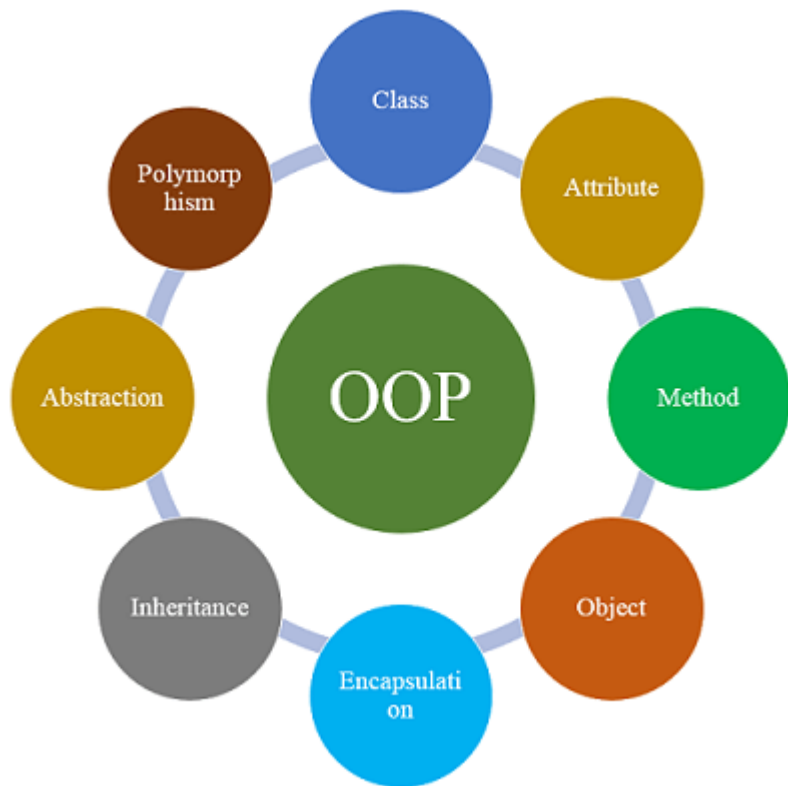 Class
Attribute
Method
Object
Encapsulati
on
Inheritance
Abstraction
Polymorp
hism
OOP